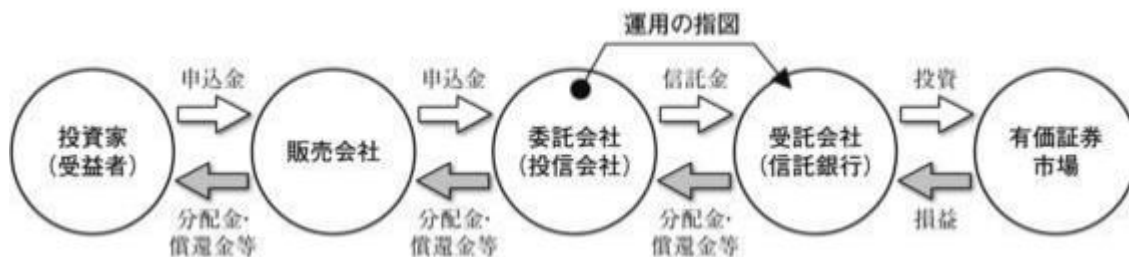 運用の指図
申込金
申込金
信託金
投資
投資家
(受益者)
販売会社
委託会社
(投信会社)
受託会社
(信託銀行)
有価証券
市場
分配金・
償還金等
分配金・
償還金等
分配金・
償還金等
損益